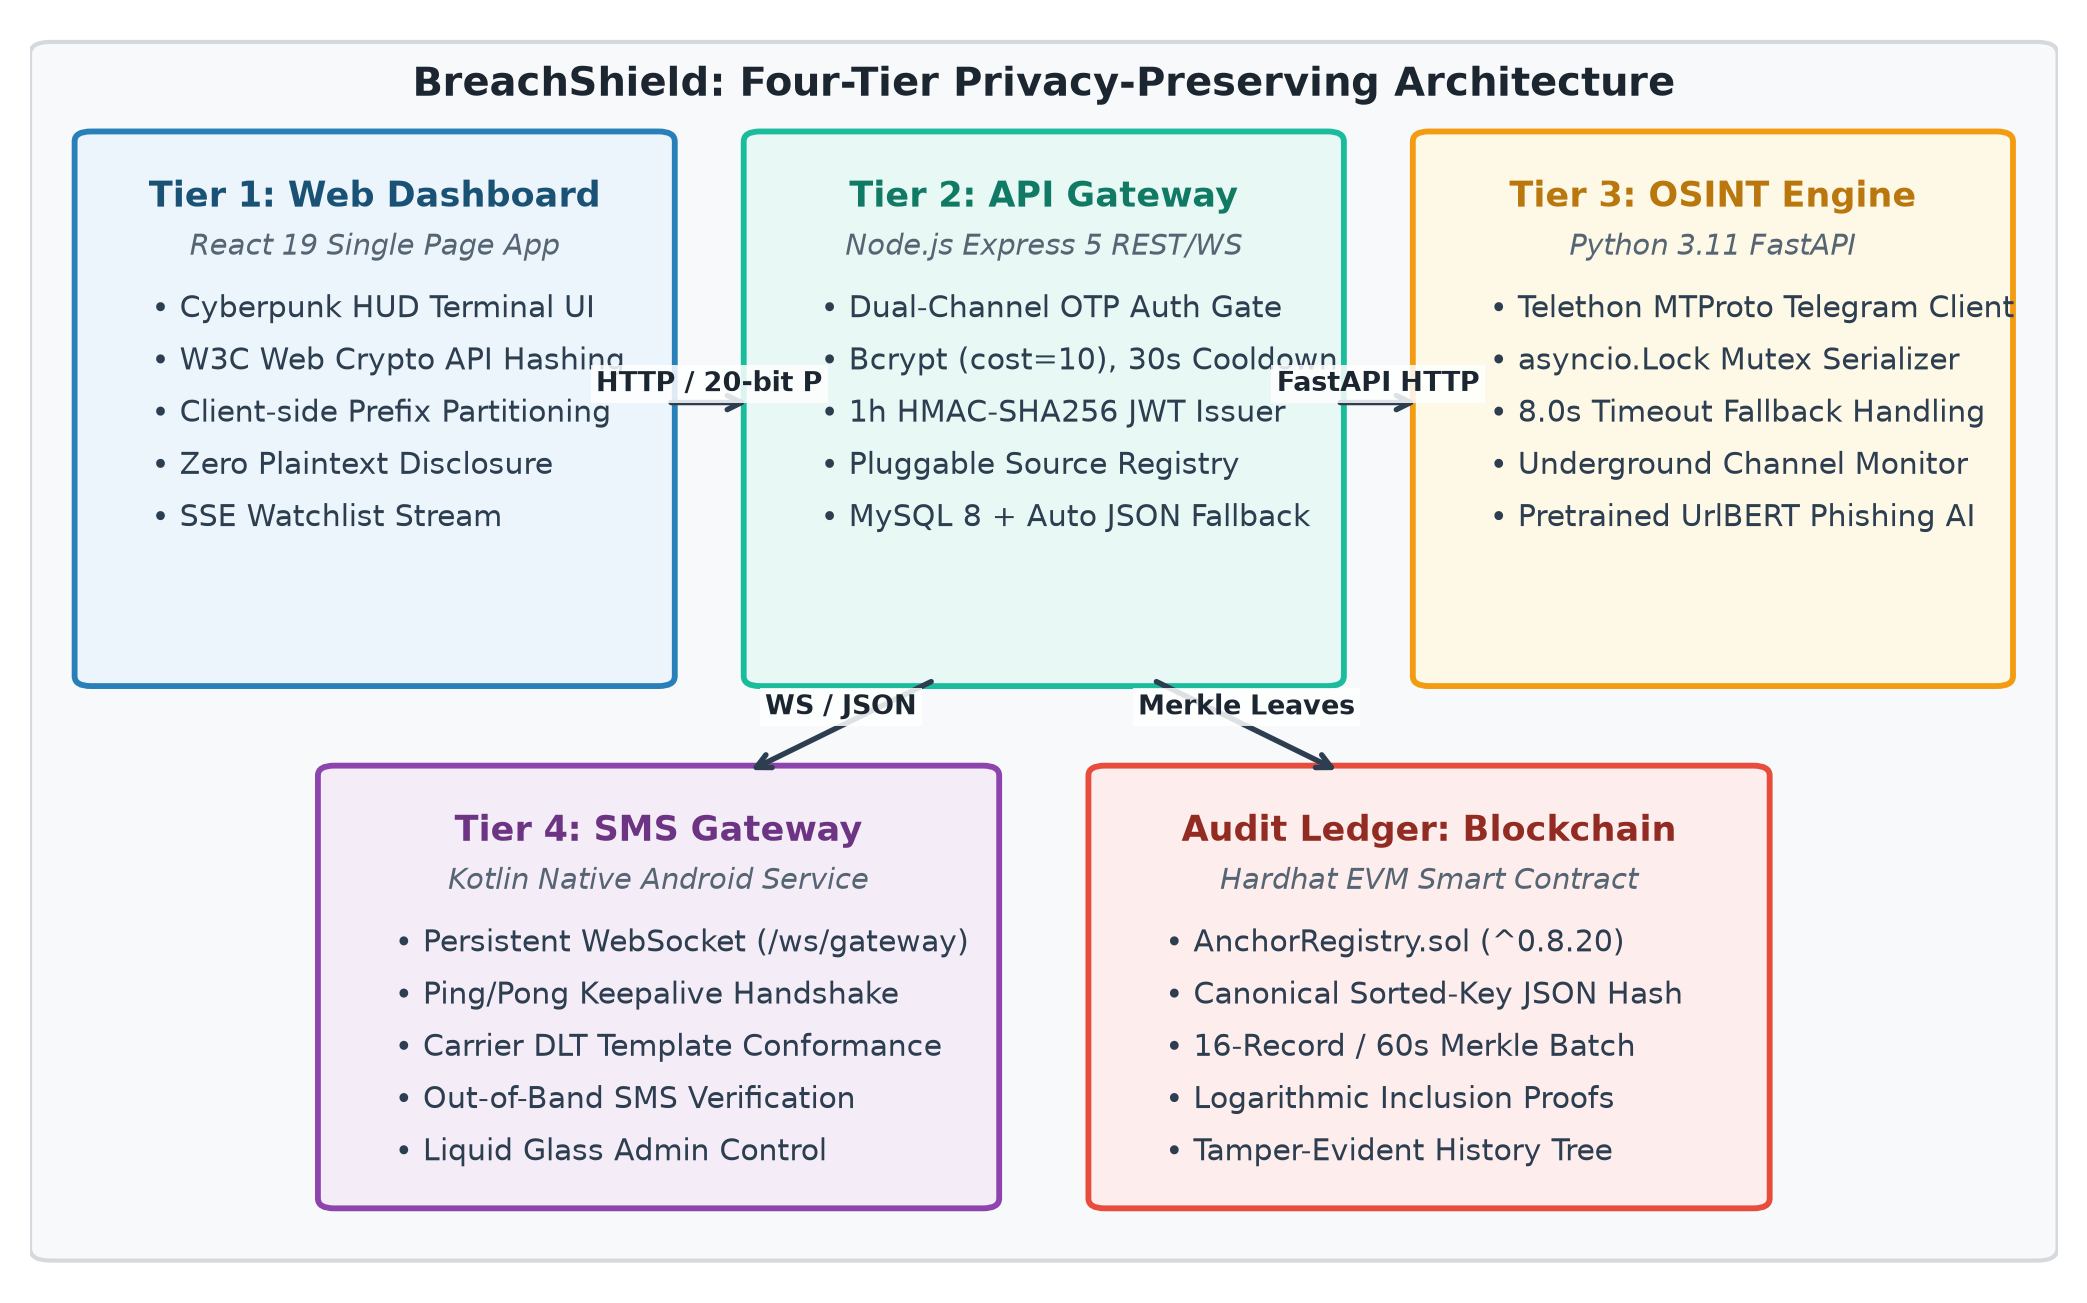 BreachShield: Four-Tier Privacy-Preserving Architecture
Tier 1: Web Dashboard
React 19 Single Page App
• Cyberpunk HUD Terminal UI
• W3C Web Crypto API Hashing
• Client-side Prefix Partitioning
• Zero Plaintext Disclosure
• SSE Watchlist Stream
HTTP / 20-bit P
Tier 2: API Gateway
Node.js Express 5 REST/WS
• Dual-Channel OTP Auth Gate
• Bcrypt (cost=10), 30s Cooldown
• 1h HMAC-SHA256 JWT Issuer
• Pluggable Source Registry
• MySQL 8 + Auto JSON Fallback
FastAPI HTTP
Tier 3: OSINT Engine
Python 3.11 FastAPI
• Telethon MTProto Telegram Client
• asyncio.Lock Mutex Serializer
• 8.0s Timeout Fallback Handling
• Underground Channel Monitor
• Pretrained UrlBERT Phishing AI
WS / JSON
Merkle Leaves
Tier 4: SMS Gateway
Kotlin Native Android Service
• Persistent WebSocket (/ws/gateway)
• Ping/Pong Keepalive Handshake
• Carrier DLT Template Conformance
• Out-of-Band SMS Verification
• Liquid Glass Admin Control
Audit Ledger: Blockchain
Hardhat EVM Smart Contract
• AnchorRegistry.sol (^0.8.20)
• Canonical Sorted-Key JSON Hash
• 16-Record / 60s Merkle Batch
• Logarithmic Inclusion Proofs
• Tamper-Evident History Tree